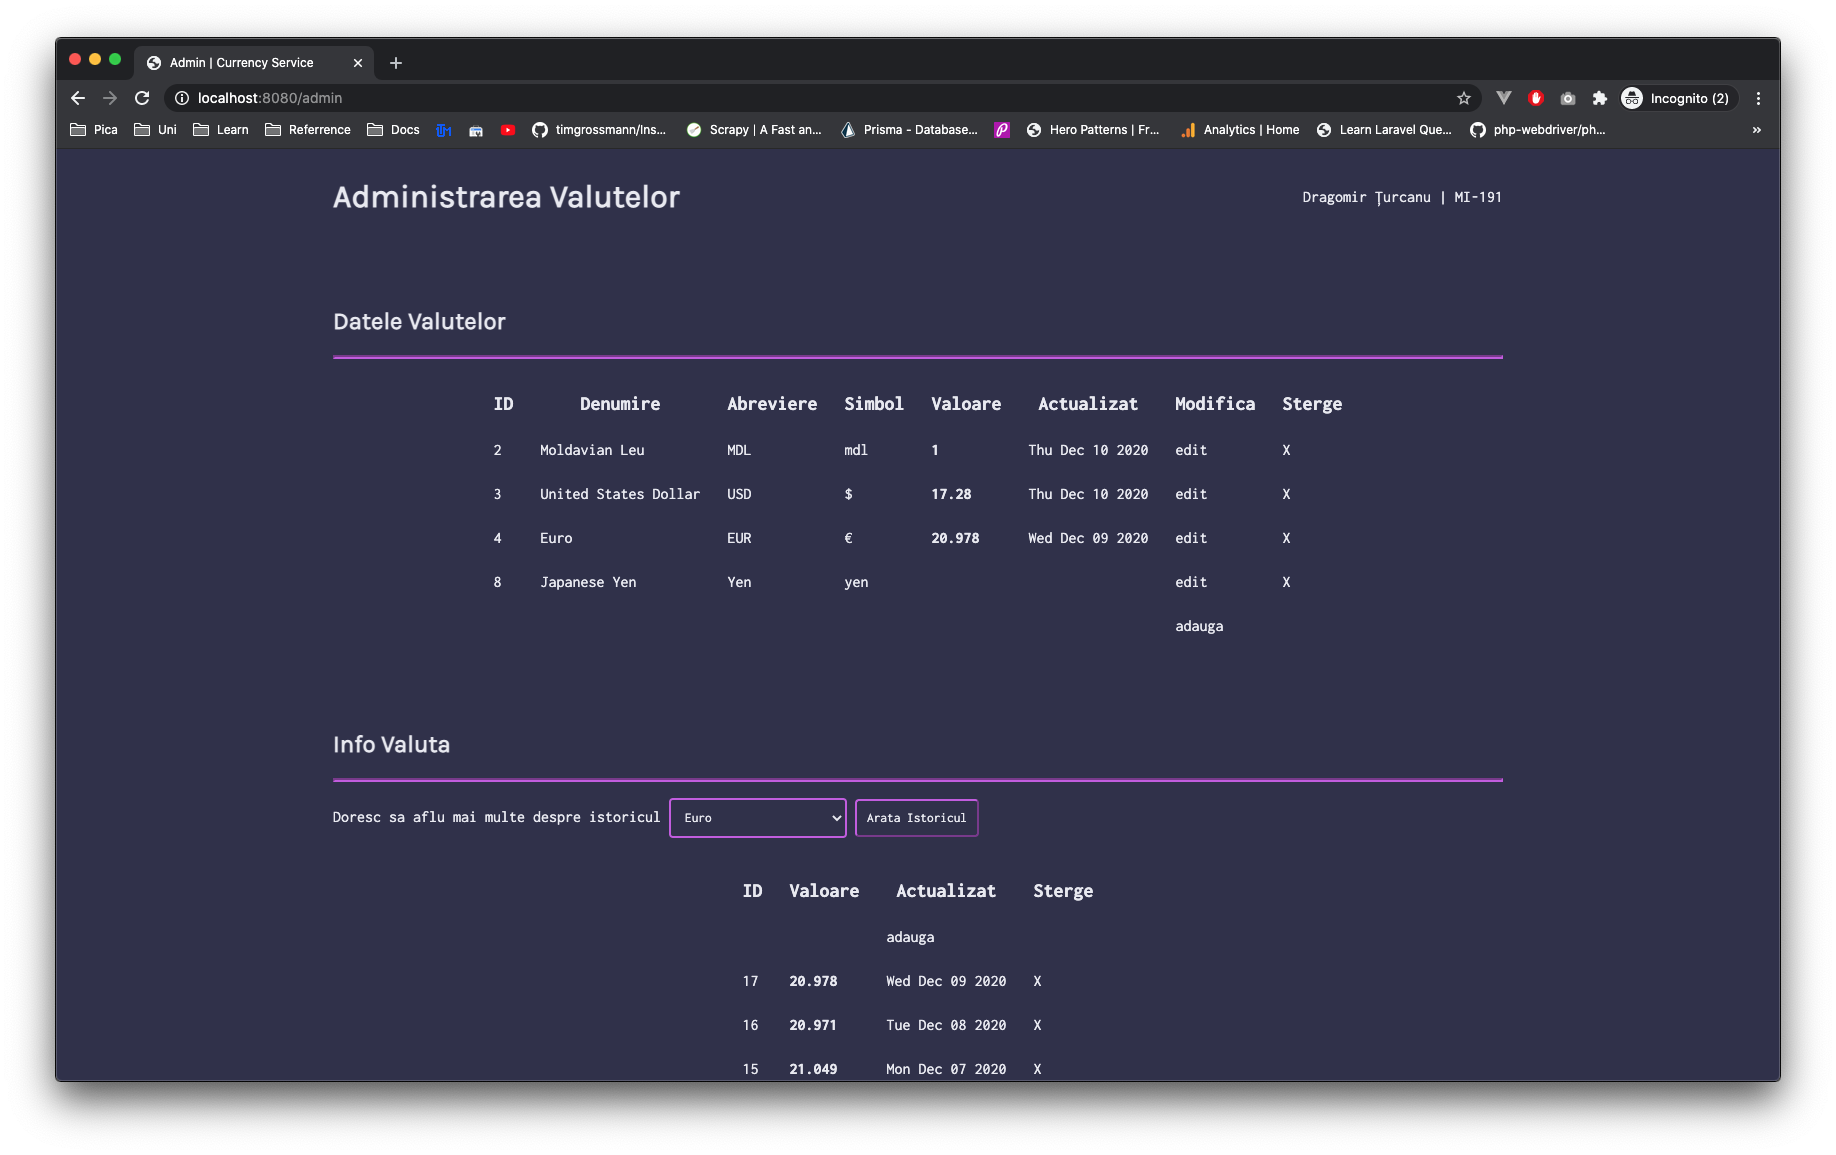 Admin | Currency Service
localhost:8080/admin
Incognito (2)
Pica Uni Learn Referrence Docs timgrossmann/Ins... Scrapy | A Fast an... Prisma - Database... Hero Patterns | Fr... Analytics | Home Learn Laravel Que... php-webdriver/ph... »
Administrarea Valutelor
Dragomir Țurcanu | MI-191
Datele Valutelor
ID Denumire Abreviere Simbol Valoare Actualizat Modifica Sterge
2 Moldavian Leu MDL mdl 1 Thu Dec 10 2020 edit X
3 United States Dollar USD $ 17.28 Thu Dec 10 2020 edit X
4 Euro EUR € 20.978 Wed Dec 09 2020 edit X
8 Japanese Yen Yen yen edit X
adauga
Info Valuta
Doresc sa aflu mai multe despre istoricul Euro Arata Istoricul
ID Valoare Actualizat Sterge
adauga
17 20.978 Wed Dec 09 2020 X
16 20.971 Tue Dec 08 2020 X
15 21.049 Mon Dec 07 2020 X